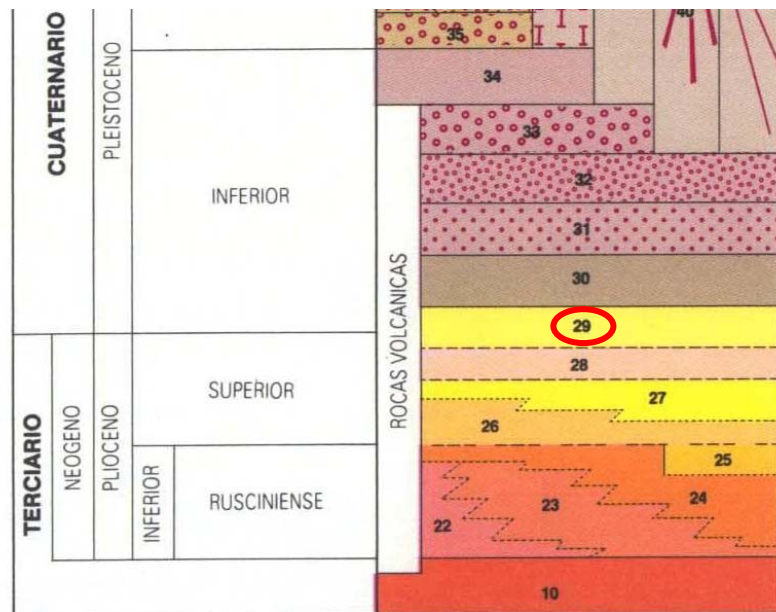 CUATERNARIO
PLEISTOCENO
INFERIOR
TERCIARIO
NEOGENO
PLIOCENO
SUPERIOR
INFERIOR
RUSCINIENSE
ROCAS VOLCANICAS
40
35
34
33
32
31
30
29
28
27
26
25
24
23
22
10